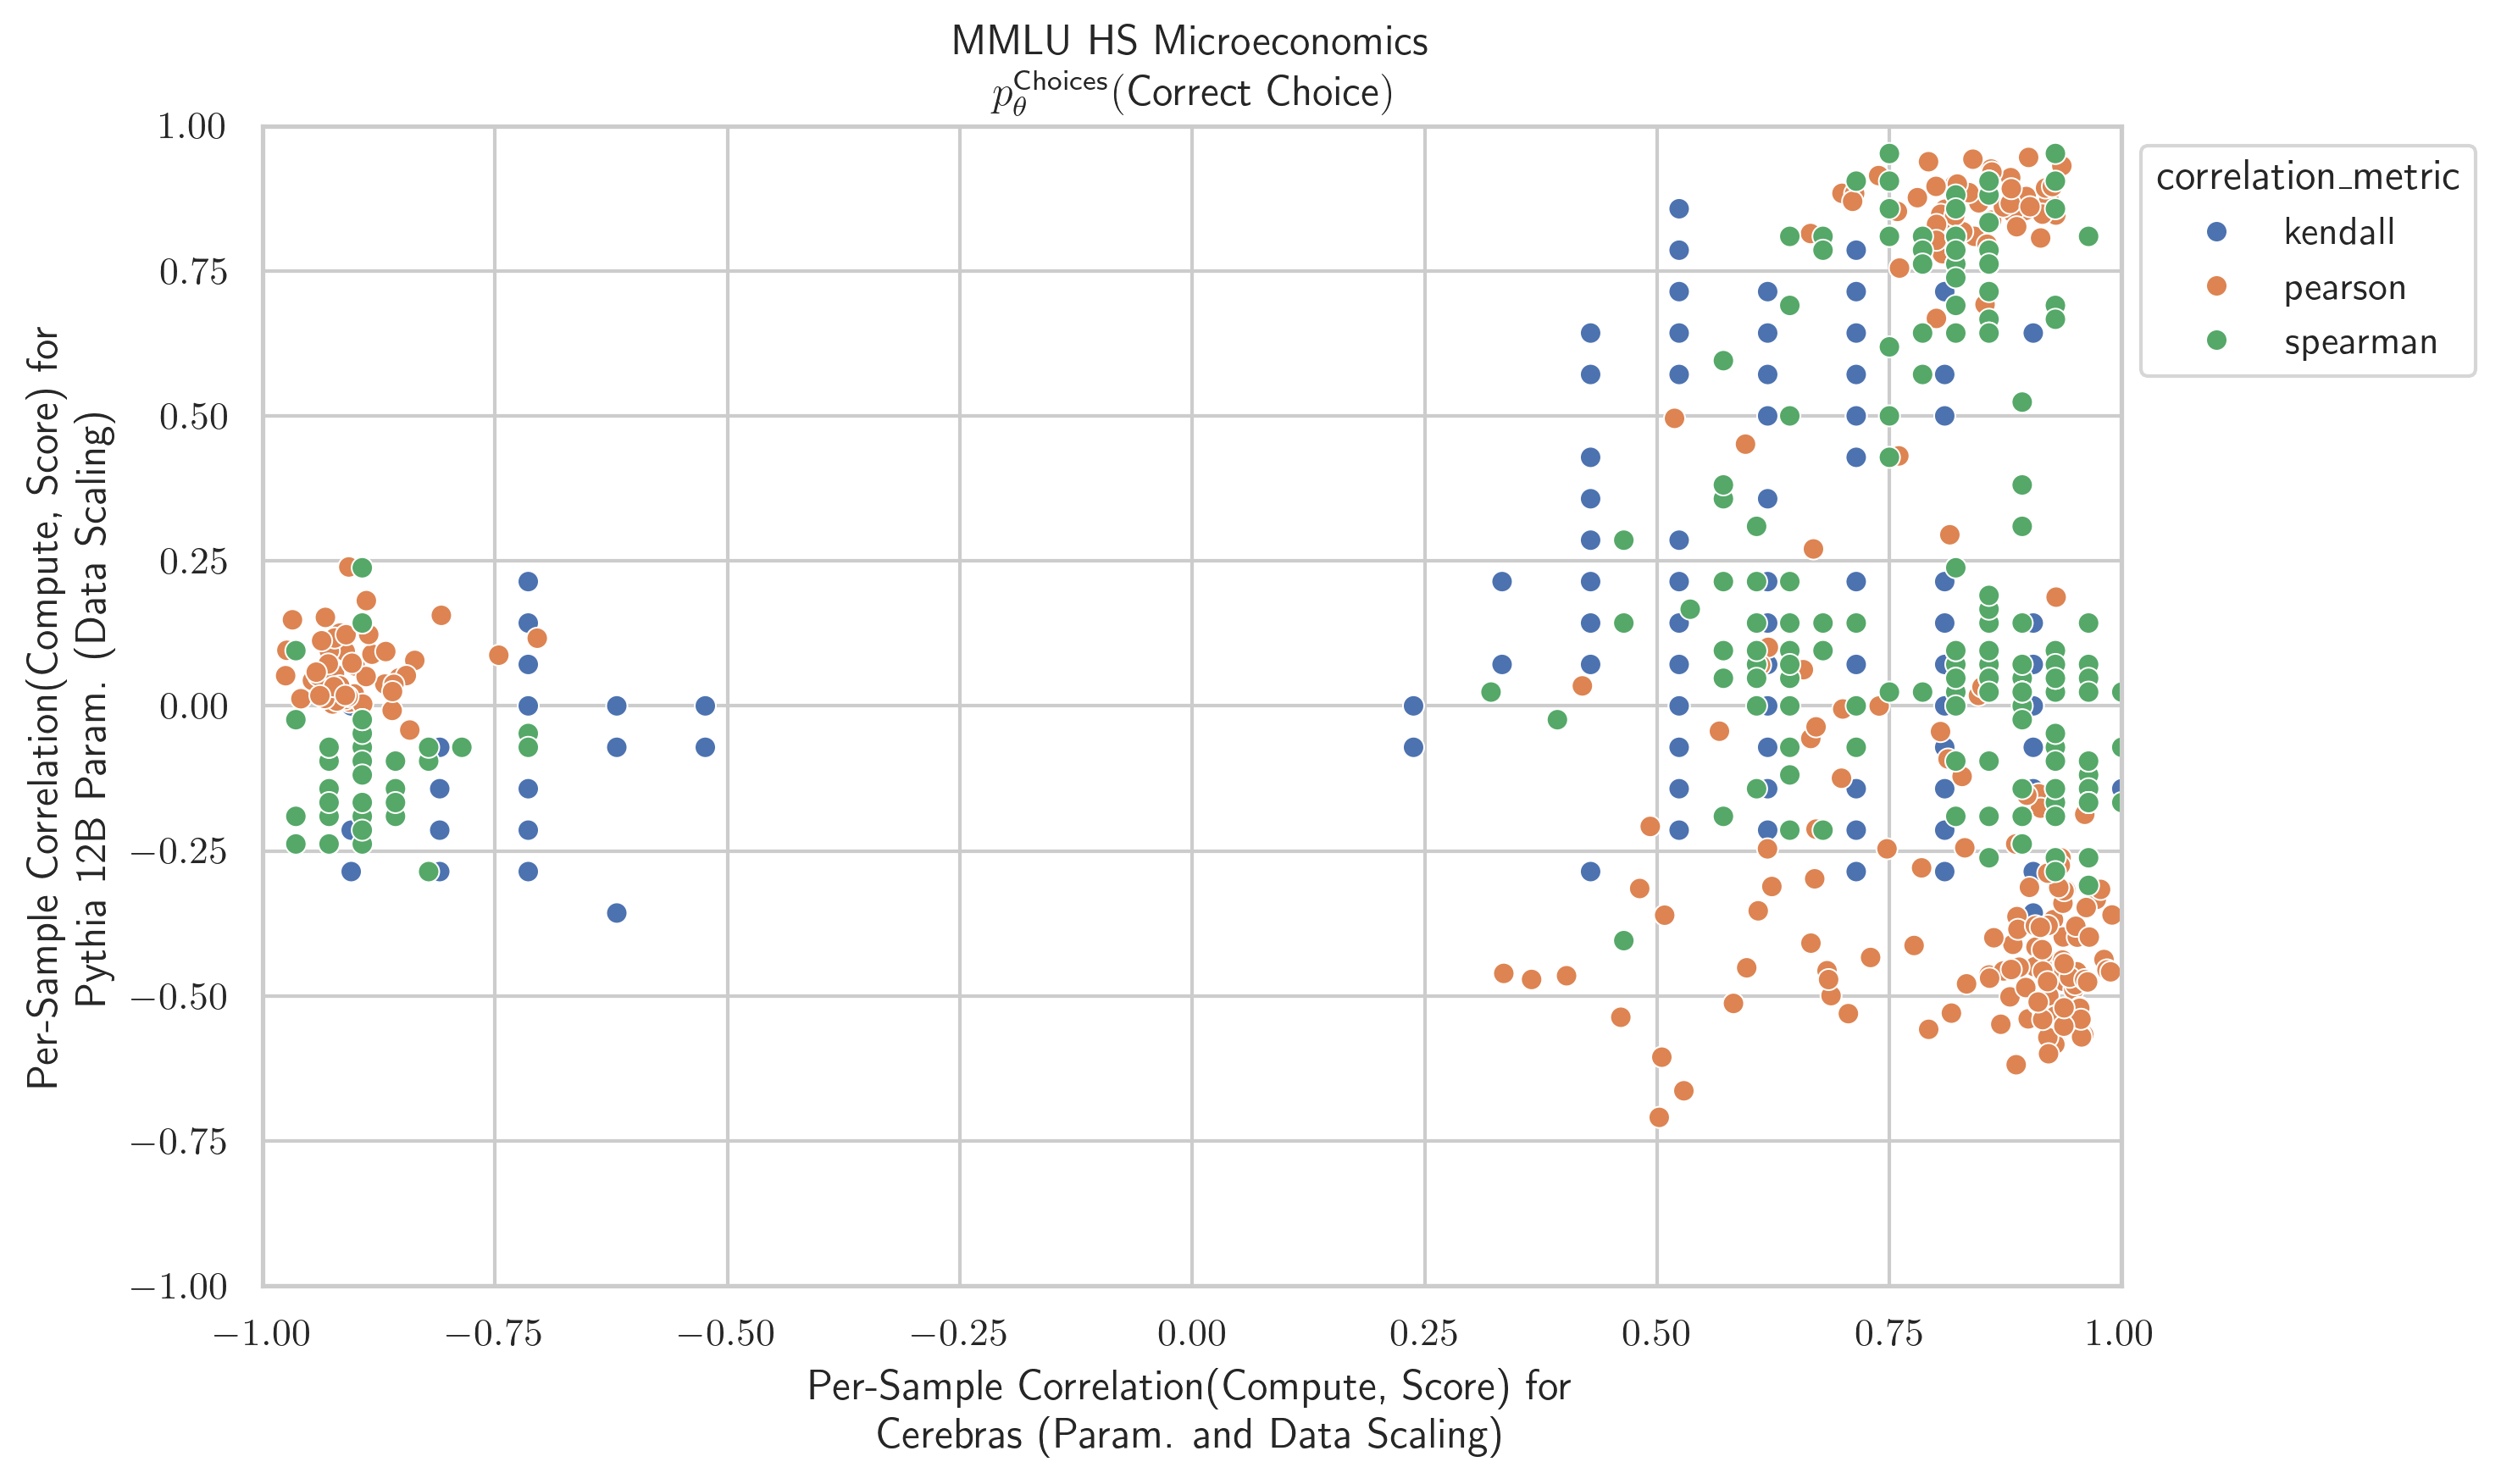 MMLU HS Microeconomics
p_θ^Choices(Correct Choice)
Per-Sample Correlation(Compute, Score) for
Pythia 12B Param. (Data Scaling)
1.00
0.75
0.50
0.25
0.00
−0.25
−0.50
−0.75
−1.00
−1.00 −0.75 −0.50 −0.25 0.00 0.25 0.50 0.75 1.00
Per-Sample Correlation(Compute, Score) for
Cerebras (Param. and Data Scaling)
correlation_metric
kendall
pearson
spearman